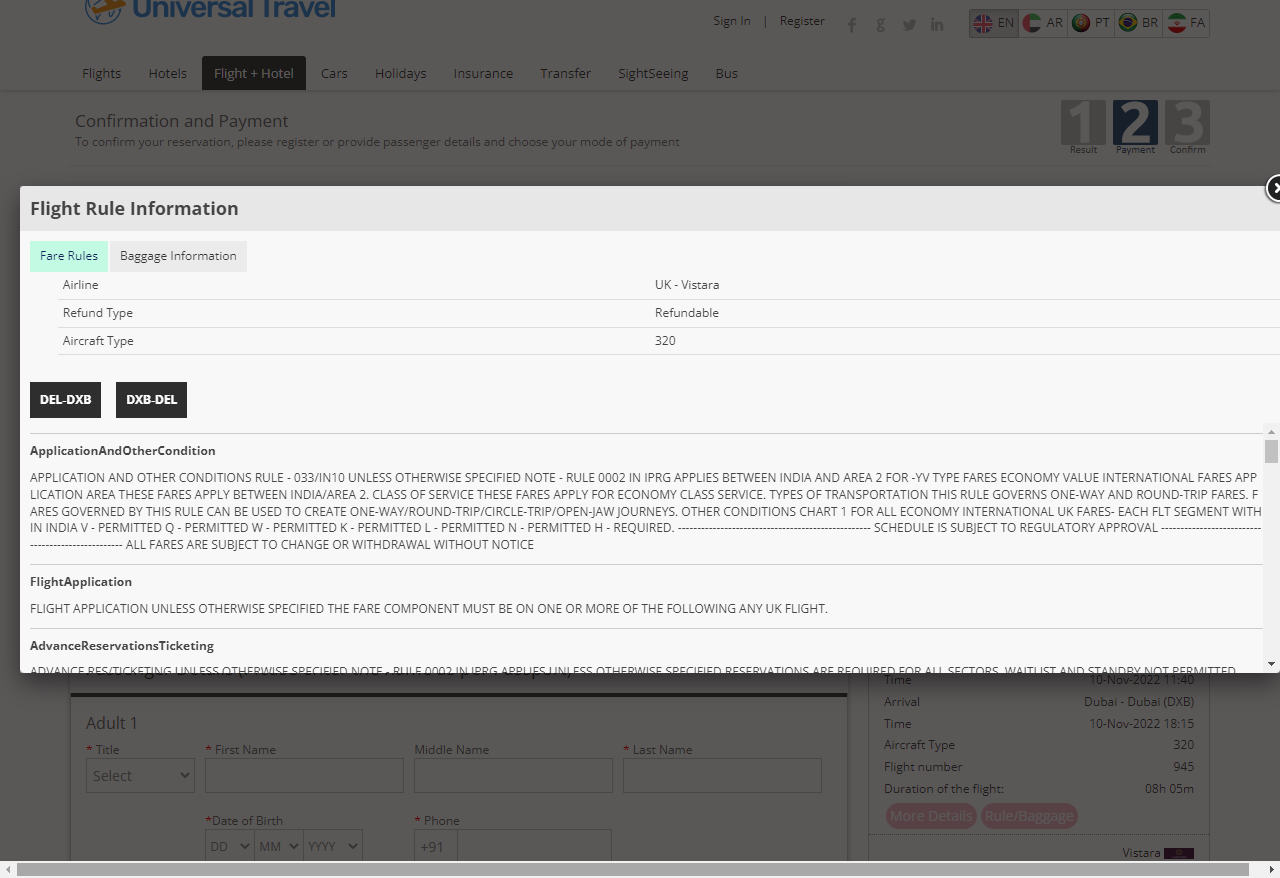 Universal Travel
Sign In | Register
EN AR PT BR FA
Flights Hotels Flight + Hotel Cars Holidays Insurance Transfer SightSeeing Bus
Confirmation and Payment
To confirm your reservation, please register or provide passenger details and choose your mode of payment
1 2 3
Result Payment Confirm
Flight Rule Information
Fare Rules Baggage Information
Airline UK - Vistara
Refund Type Refundable
Aircraft Type 320
DEL-DXB DXB-DEL
ApplicationAndOtherCondition
APPLICATION AND OTHER CONDITIONS RULE - 033/IN10 UNLESS OTHERWISE SPECIFIED NOTE - RULE 0002 IN IPRG APPLIES BETWEEN INDIA AND AREA 2 FOR -YV TYPE FARES ECONOMY VALUE INTERNATIONAL FARES APP
LICATION AREA THESE FARES APPLY BETWEEN INDIA/AREA 2. CLASS OF SERVICE THESE FARES APPLY FOR ECONOMY CLASS SERVICE. TYPES OF TRANSPORTATION THIS RULE GOVERNS ONE-WAY AND ROUND-TRIP FARES. F
ARES GOVERNED BY THIS RULE CAN BE USED TO CREATE ONE-WAY/ROUND-TRIP/CIRCLE-TRIP/OPEN-JAW JOURNEYS. OTHER CONDITIONS CHART 1 FOR ALL ECONOMY INTERNATIONAL UK FARES- EACH FLT SEGMENT WITH
IN INDIA V - PERMITTED Q - PERMITTED W - PERMITTED K - PERMITTED L - PERMITTED N - PERMITTED H - REQUIRED. -------------------------------------------------- SCHEDULE IS SUBJECT TO REGULATORY APPROVAL --------------------------
------------------------ ALL FARES ARE SUBJECT TO CHANGE OR WITHDRAWAL WITHOUT NOTICE
FlightApplication
FLIGHT APPLICATION UNLESS OTHERWISE SPECIFIED THE FARE COMPONENT MUST BE ON ONE OR MORE OF THE FOLLOWING ANY UK FLIGHT.
AdvanceReservationsTicketing
ADVANCE RES/TICKETING UNLESS OTHERWISE SPECIFIED NOTE - RULE 0002 IN IPRG APPLIES UNLESS OTHERWISE SPECIFIED RESERVATIONS ARE REQUIRED FOR ALL SECTORS. WAITLIST AND STANDBY NOT PERMITTED.
Time 10-Nov-2022 11:40
Arrival Dubai - Dubai (DXB)
Time 10-Nov-2022 18:15
Aircraft Type 320
Flight number 945
Duration of the flight: 08h 05m
More Details Rule/Baggage
Vistara
Adult 1
* Title * First Name Middle Name * Last Name
Select
*Date of Birth * Phone
DD MM YYYY +91